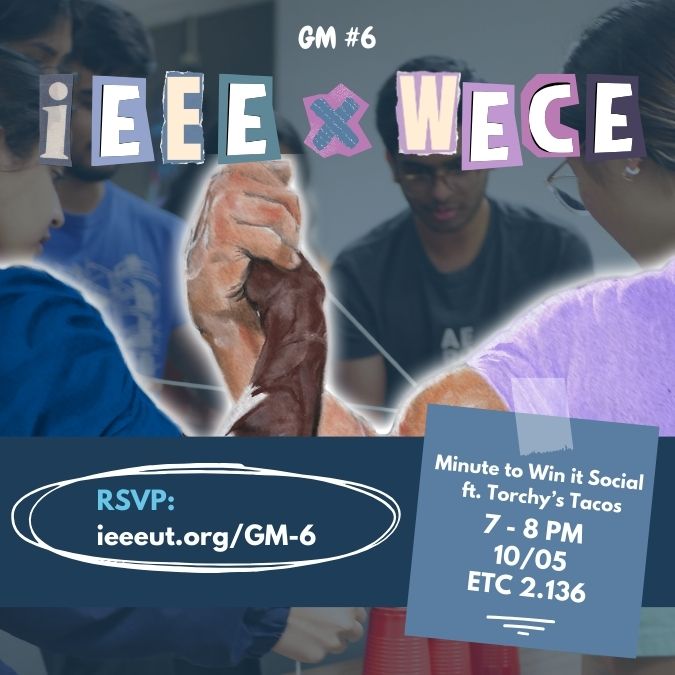 GM #6
iEEE X WECE
RSVP:
ieeeut.org/GM-6
Minute to Win it Social
ft. Torchy's Tacos
7 - 8 PM
10/05
ETC 2.136